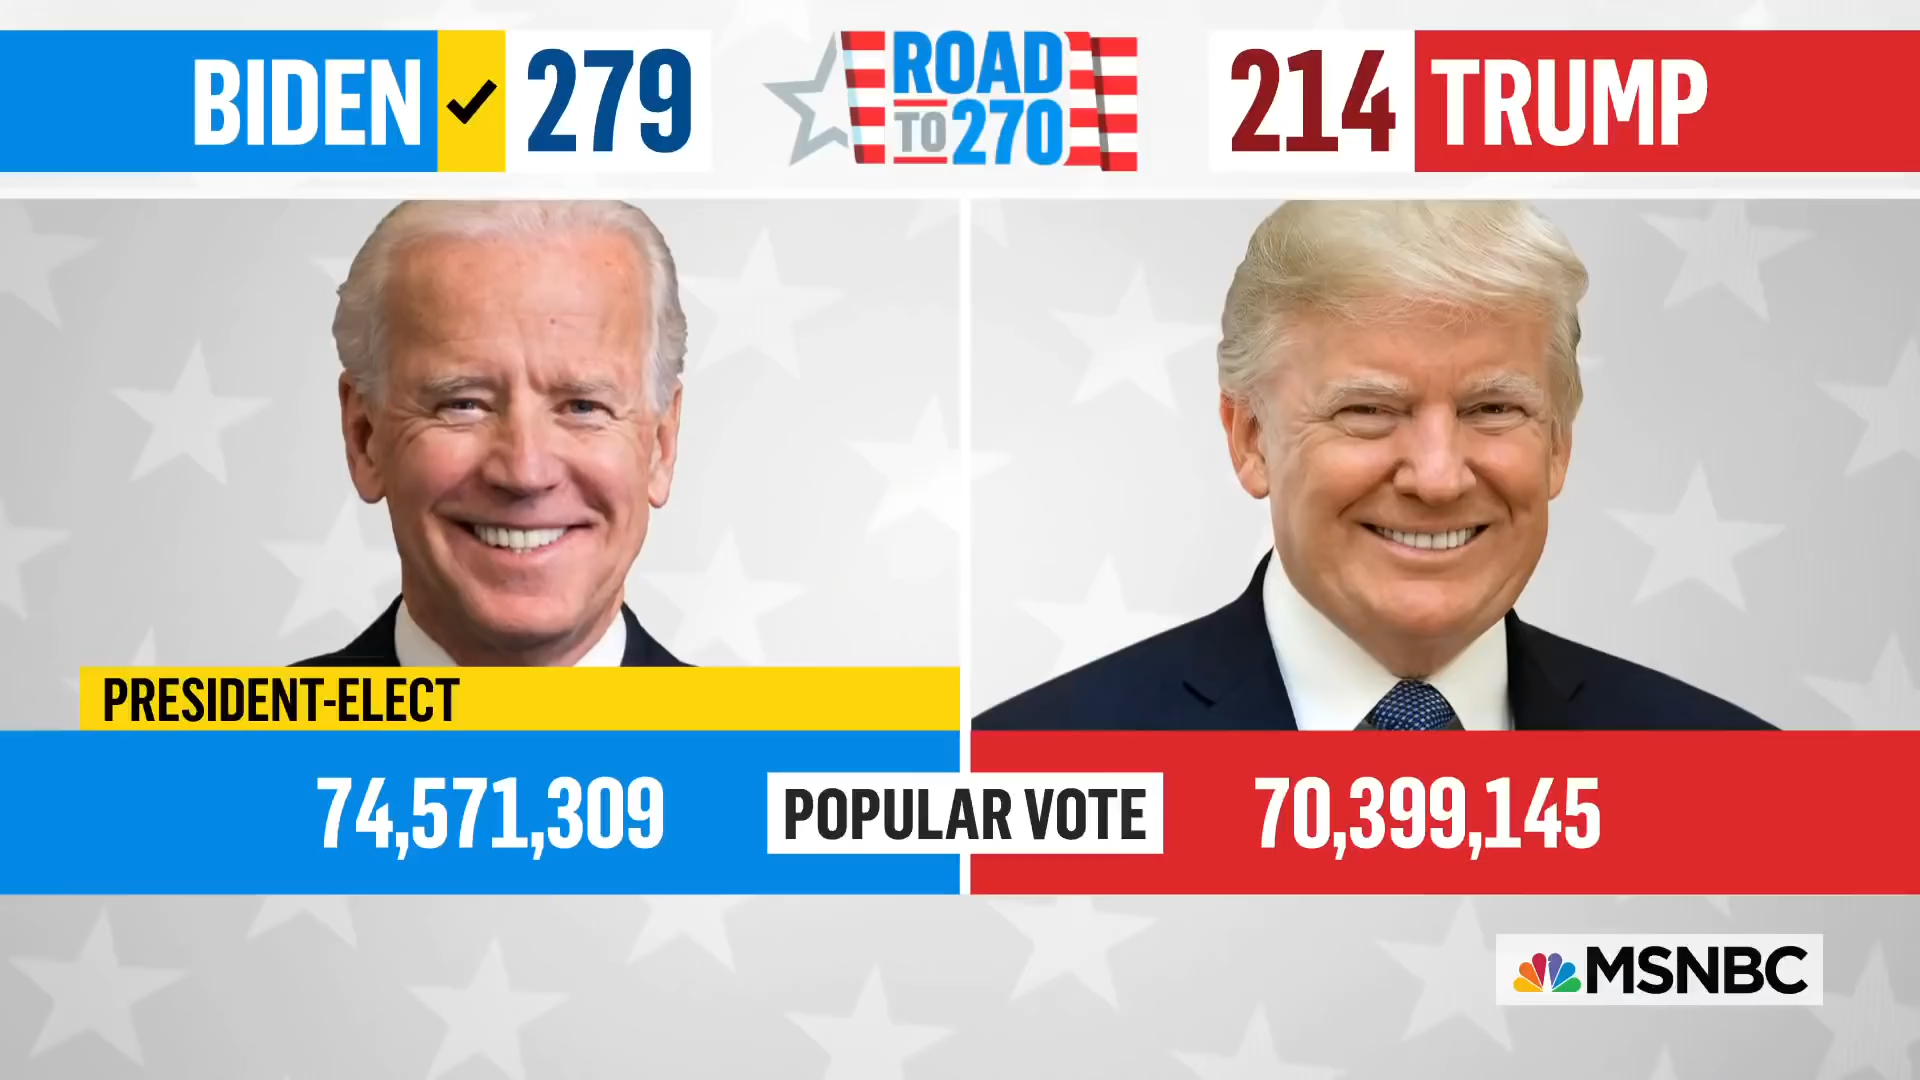 BIDEN 279
ROAD
TO 270
214 TRUMP
PRESIDENT-ELECT
74,571,309 POPULAR VOTE 70,399,145
MSNBC